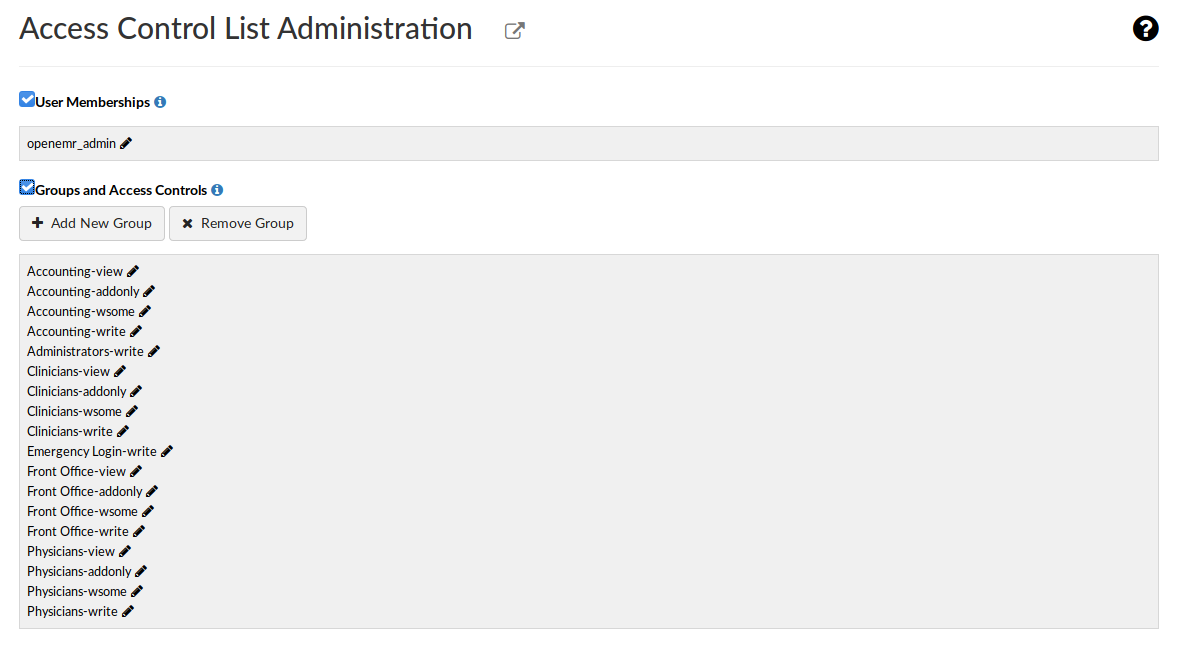 Access Control List Administration
User Memberships
openemr_admin
Groups and Access Controls
Add New Group Remove Group
Accounting-view
Accounting-addonly
Accounting-wsome
Accounting-write
Administrators-write
Clinicians-view
Clinicians-addonly
Clinicians-wsome
Clinicians-write
Emergency Login-write
Front Office-view
Front Office-addonly
Front Office-wsome
Front Office-write
Physicians-view
Physicians-addonly
Physicians-wsome
Physicians-write